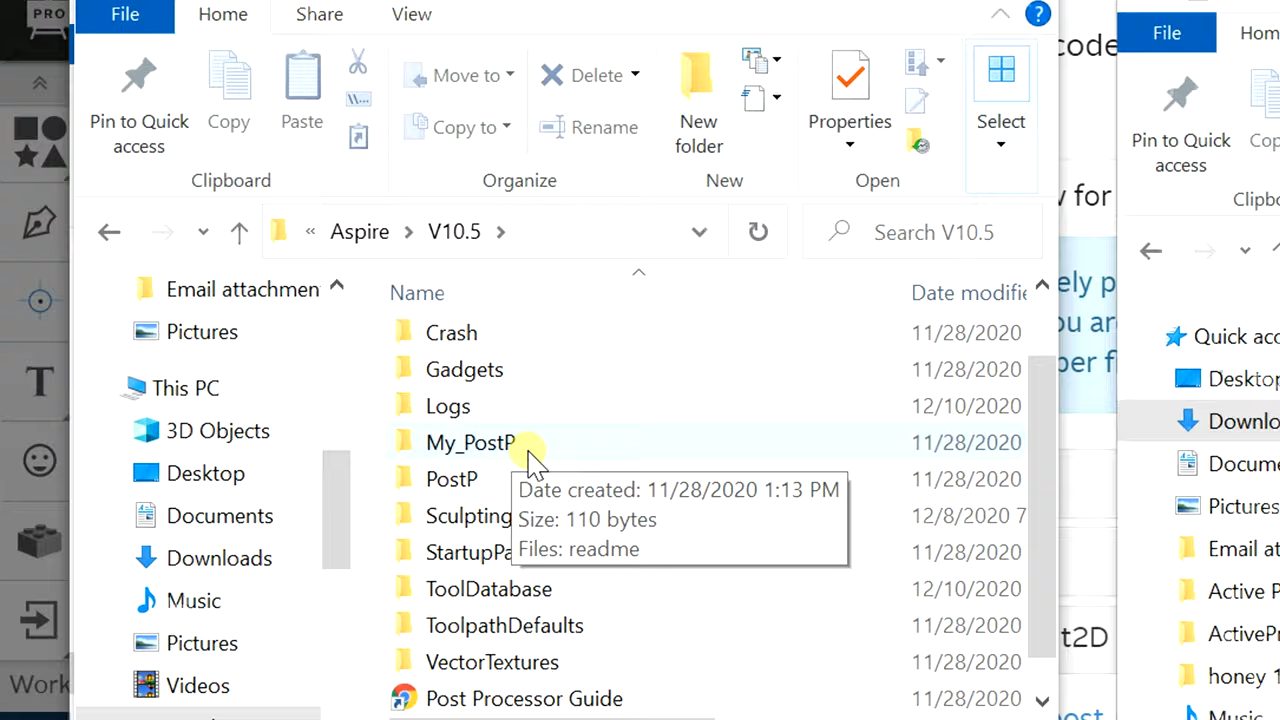 PRO
File Home Share View
?
Pin to Quick access
Copy
Paste
Move to
Copy to
Delete
Rename
New folder
Properties
Select
Clipboard Organize New Open
« Aspire V10.5
Search V10.5
Email attachmen
Pictures
This PC
3D Objects
Desktop
Documents
Downloads
Music
Pictures
Videos
Name Date modifie
Crash 11/28/2020
Gadgets 11/28/2020
Logs 12/10/2020
My_PostP 11/28/2020
PostP 11/28/2020
Sculpting 12/8/2020 7
StartupPa 11/28/2020
ToolDatabase 12/10/2020
ToolpathDefaults 11/28/2020
VectorTextures 11/28/2020
Post Processor Guide 11/28/2020
Date created: 11/28/2020 1:13 PM
Size: 110 bytes
Files: readme
T
Work
code
for
ely p
ou ar
per f
t2D
post
File Hom
Pin to Quick access
Cop
Clipbo
Quick acc
Desktop
Downlo
Docume
Pictures
Email at
Active P
ActivePr
honey 1
Music